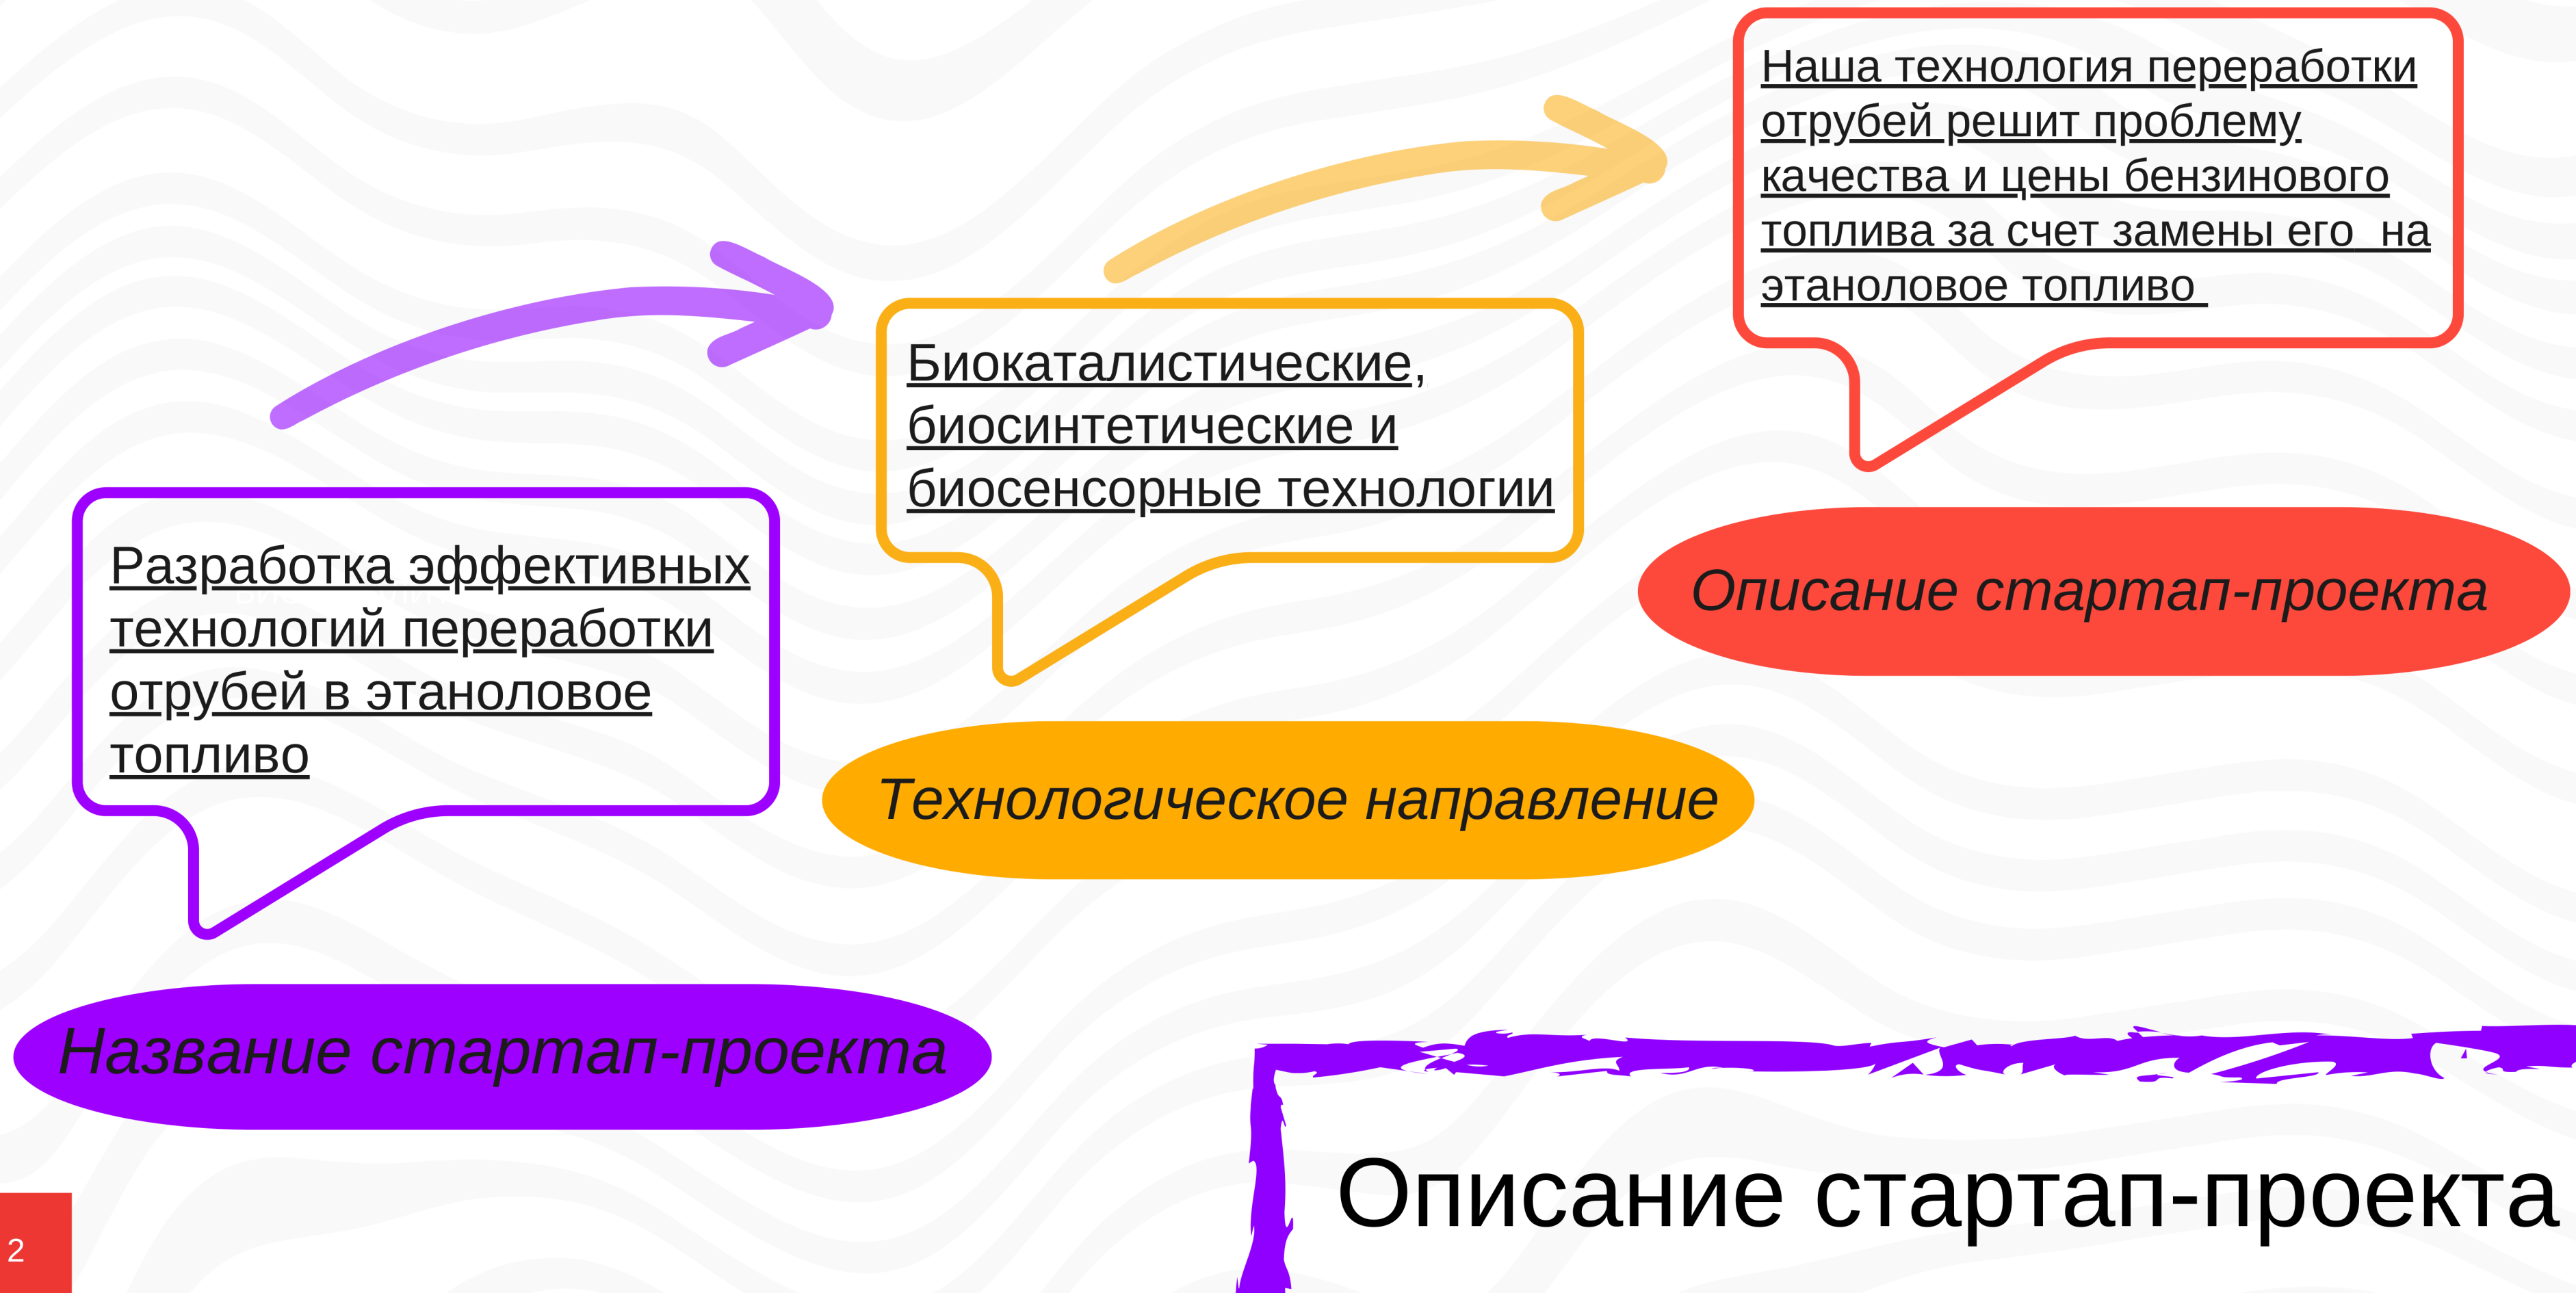 Разработка эффективных
технологий переработки
отрубей в этаноловое
топливо
Название стартап-проекта
Биокаталистические,
биосинтетические и
биосенсорные технологии
Технологическое направление
Наша технология переработки
отрубей решит проблему
качества и цены бензинового
топлива за счет замены его  на
этаноловое топливо
Описание стартап-проекта
Описание стартап-проекта
2